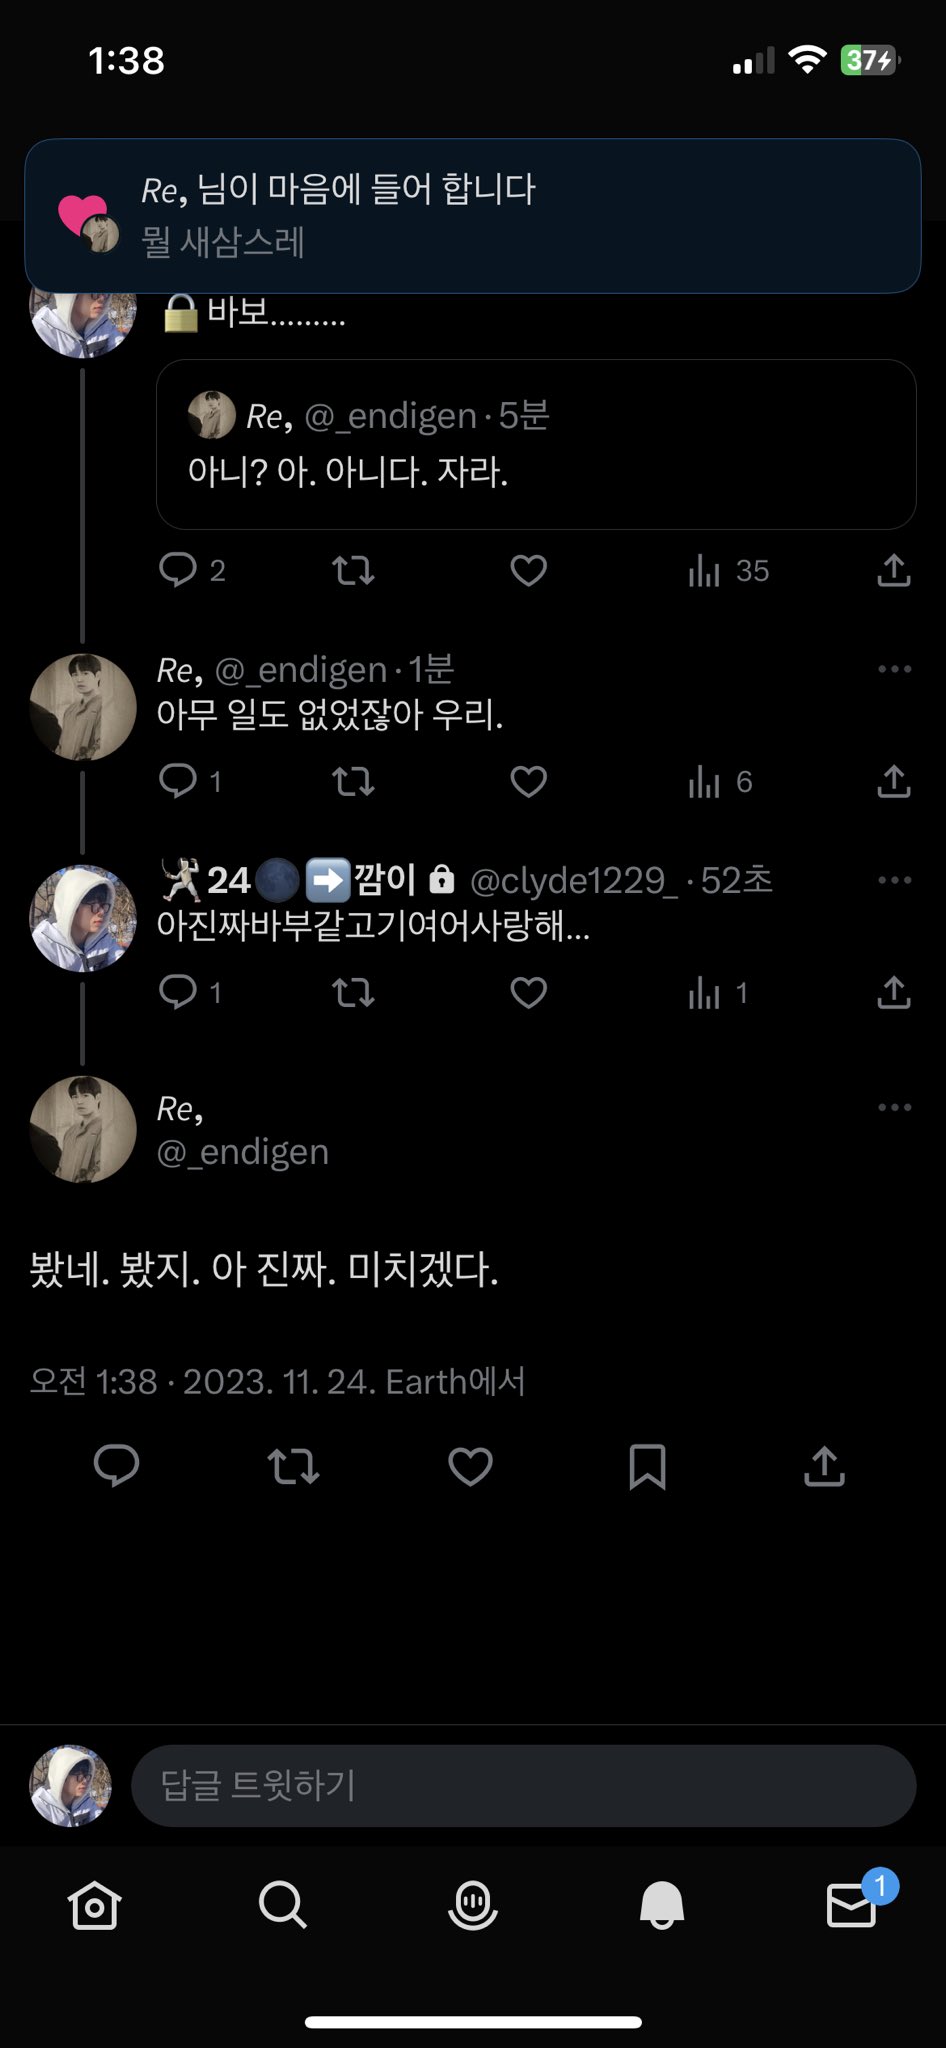 1:38
37
Re, 님이 마음에 들어 합니다
뭘 새삼스레
🔒바보.........
Re, @_endigen · 5분
아니? 아. 아니다. 자라.
2 35
Re, @_endigen · 1분
아무 일도 없었잖아 우리.
1 6
🤺24🌑➡️깜이 🔒 @clyde1229_ · 52초
아진짜바부같고기여어사랑해...
1 1
Re,
@_endigen
봤네. 봤지. 아 진짜. 미치겠다.
오전 1:38 · 2023. 11. 24. Earth에서
답글 트윗하기
1